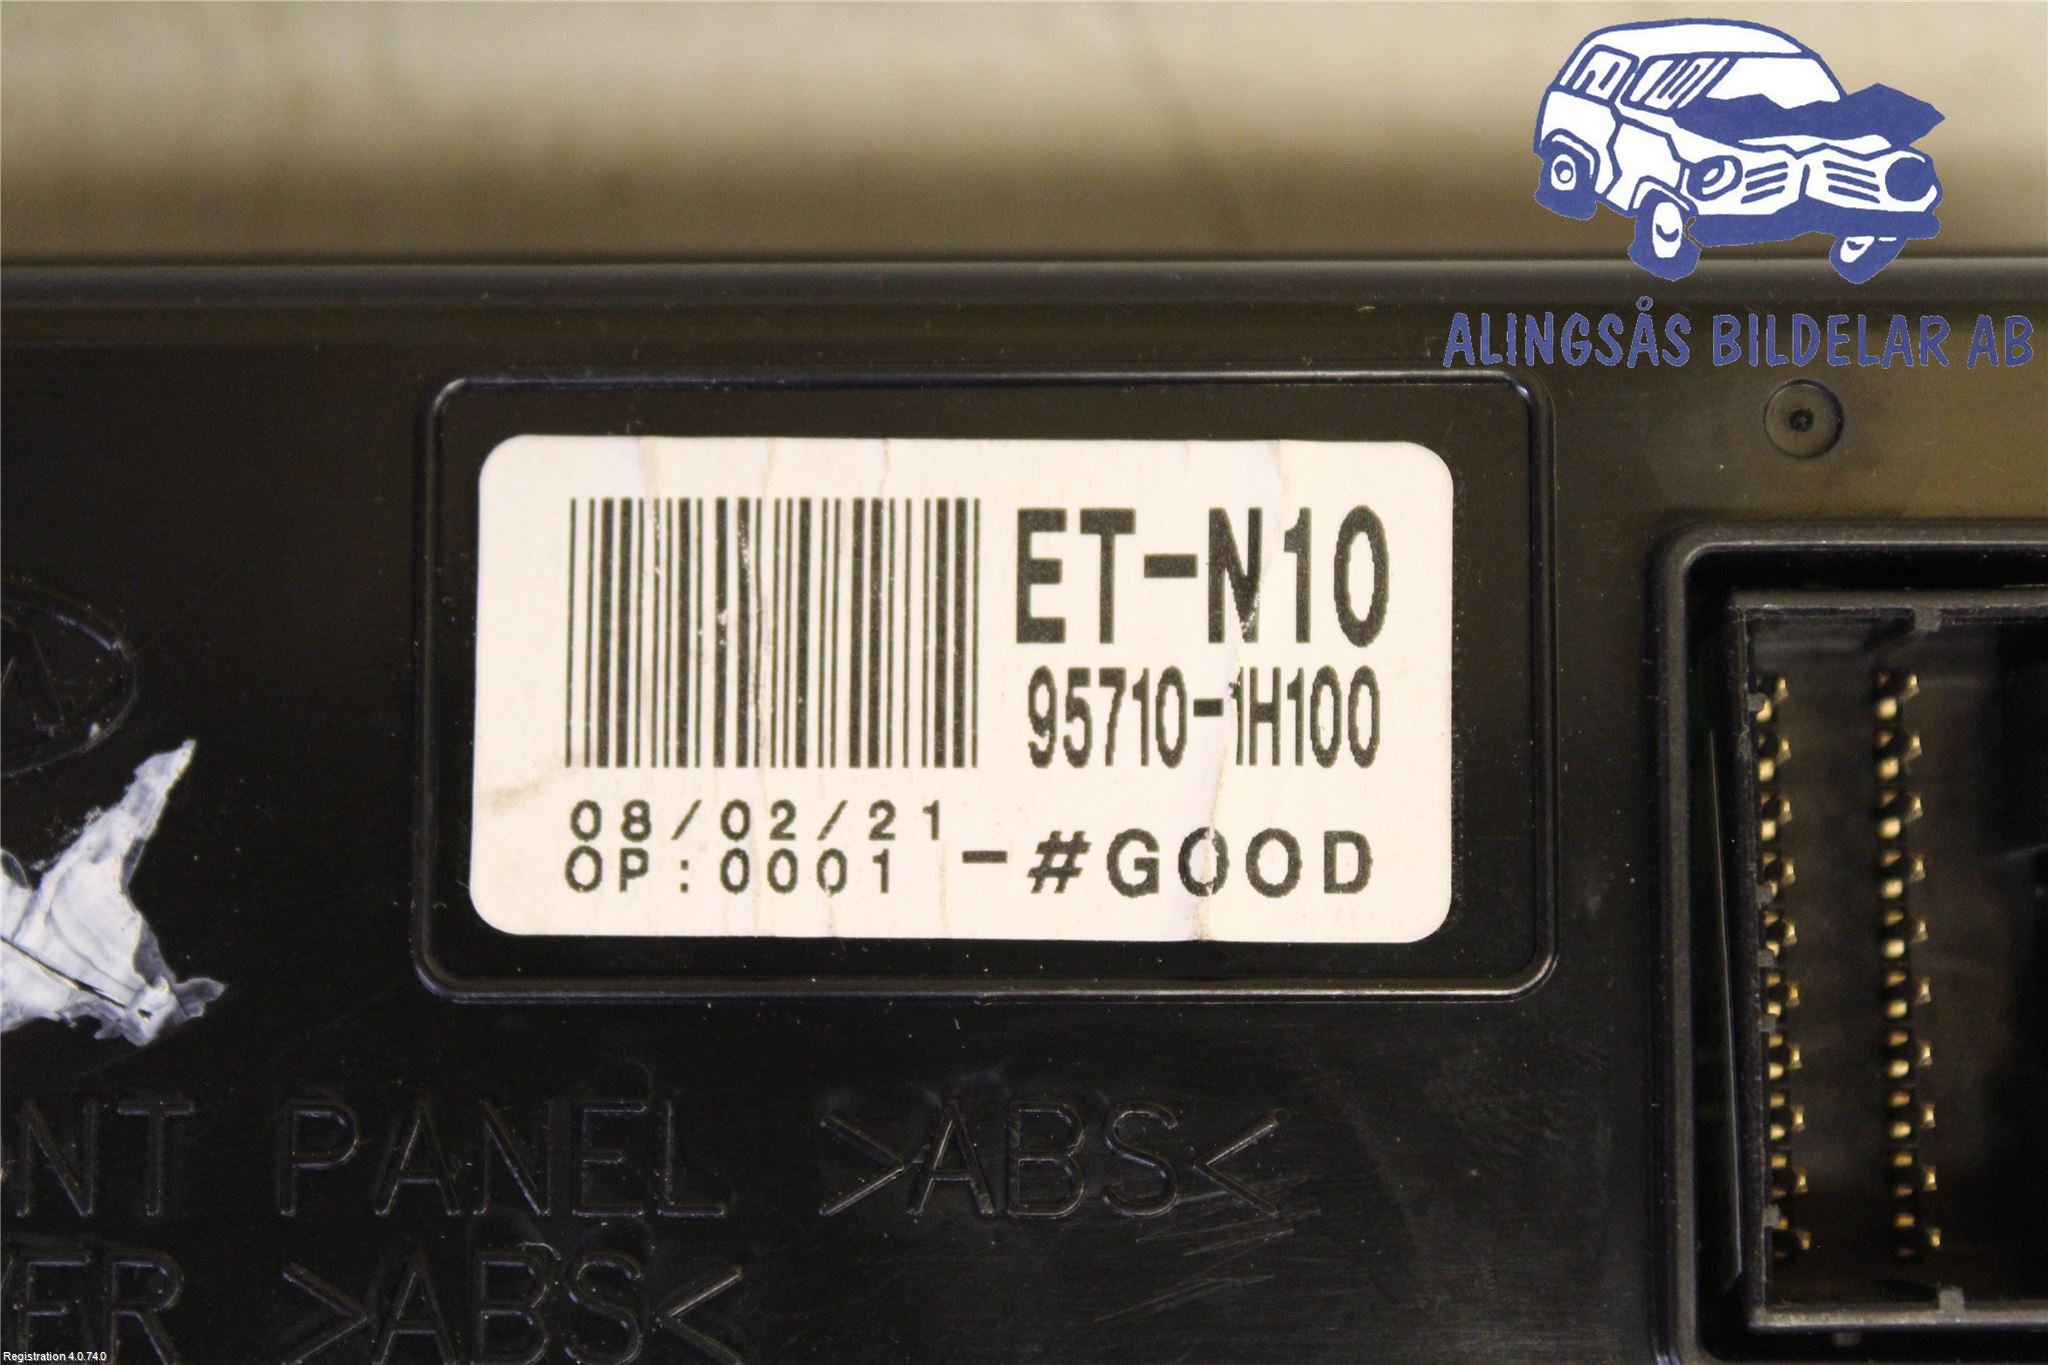 ALINGSÅS BILDELAR AB
ET-N10
95710-1H100
08/02/21
OP:0001 -#GOOD
PANEL >ABS<
>ABS<
Registration 4.0.74.0